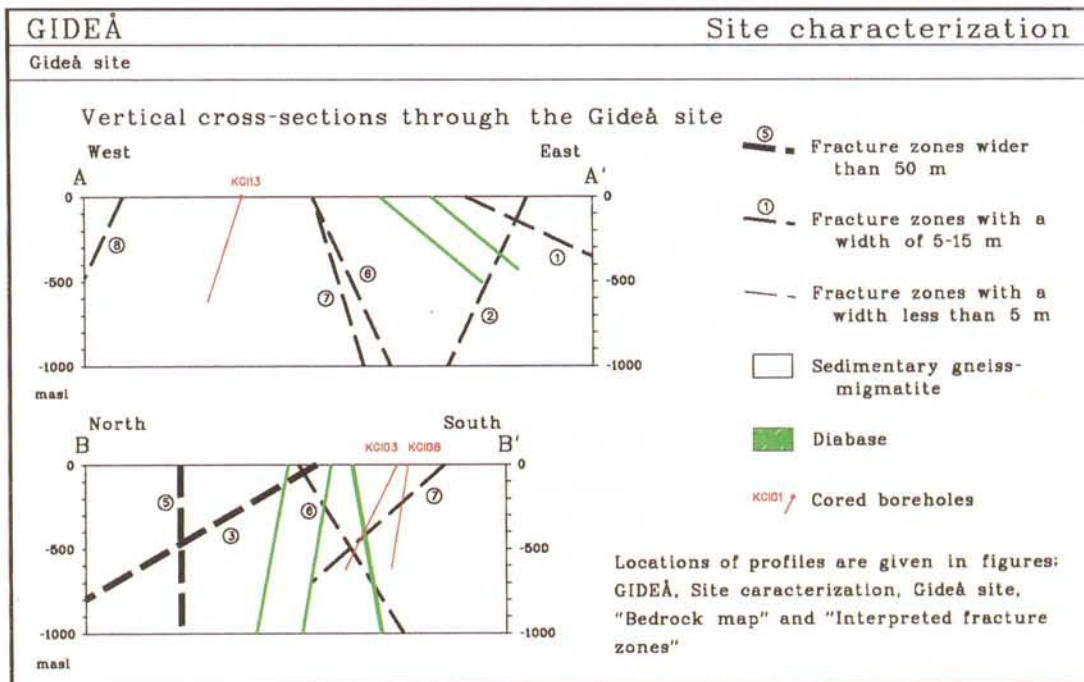 GIDEÅ Site characterization
Gideå site
Vertical cross-sections through the Gideå site
West East
A A'
KGI13
0 0
-500 -500
-1000 -1000
masl
⑧ ⑦ ⑥ ② ①
North South
B B'
KGI03 KGI08
0 0
-500 -500
-1000 -1000
masl
⑤ ③ ⑥ ⑦
⑤ Fracture zones wider
than 50 m
① Fracture zones with a
width of 5-15 m
Fracture zones with a
width less than 5 m
Sedimentary gneiss-
migmatite
Diabase
KGI01 Cored boreholes
Locations of profiles are given in figures:
GIDEÅ, Site caracterization, Gideå site,
"Bedrock map" and "Interpreted fracture
zones"